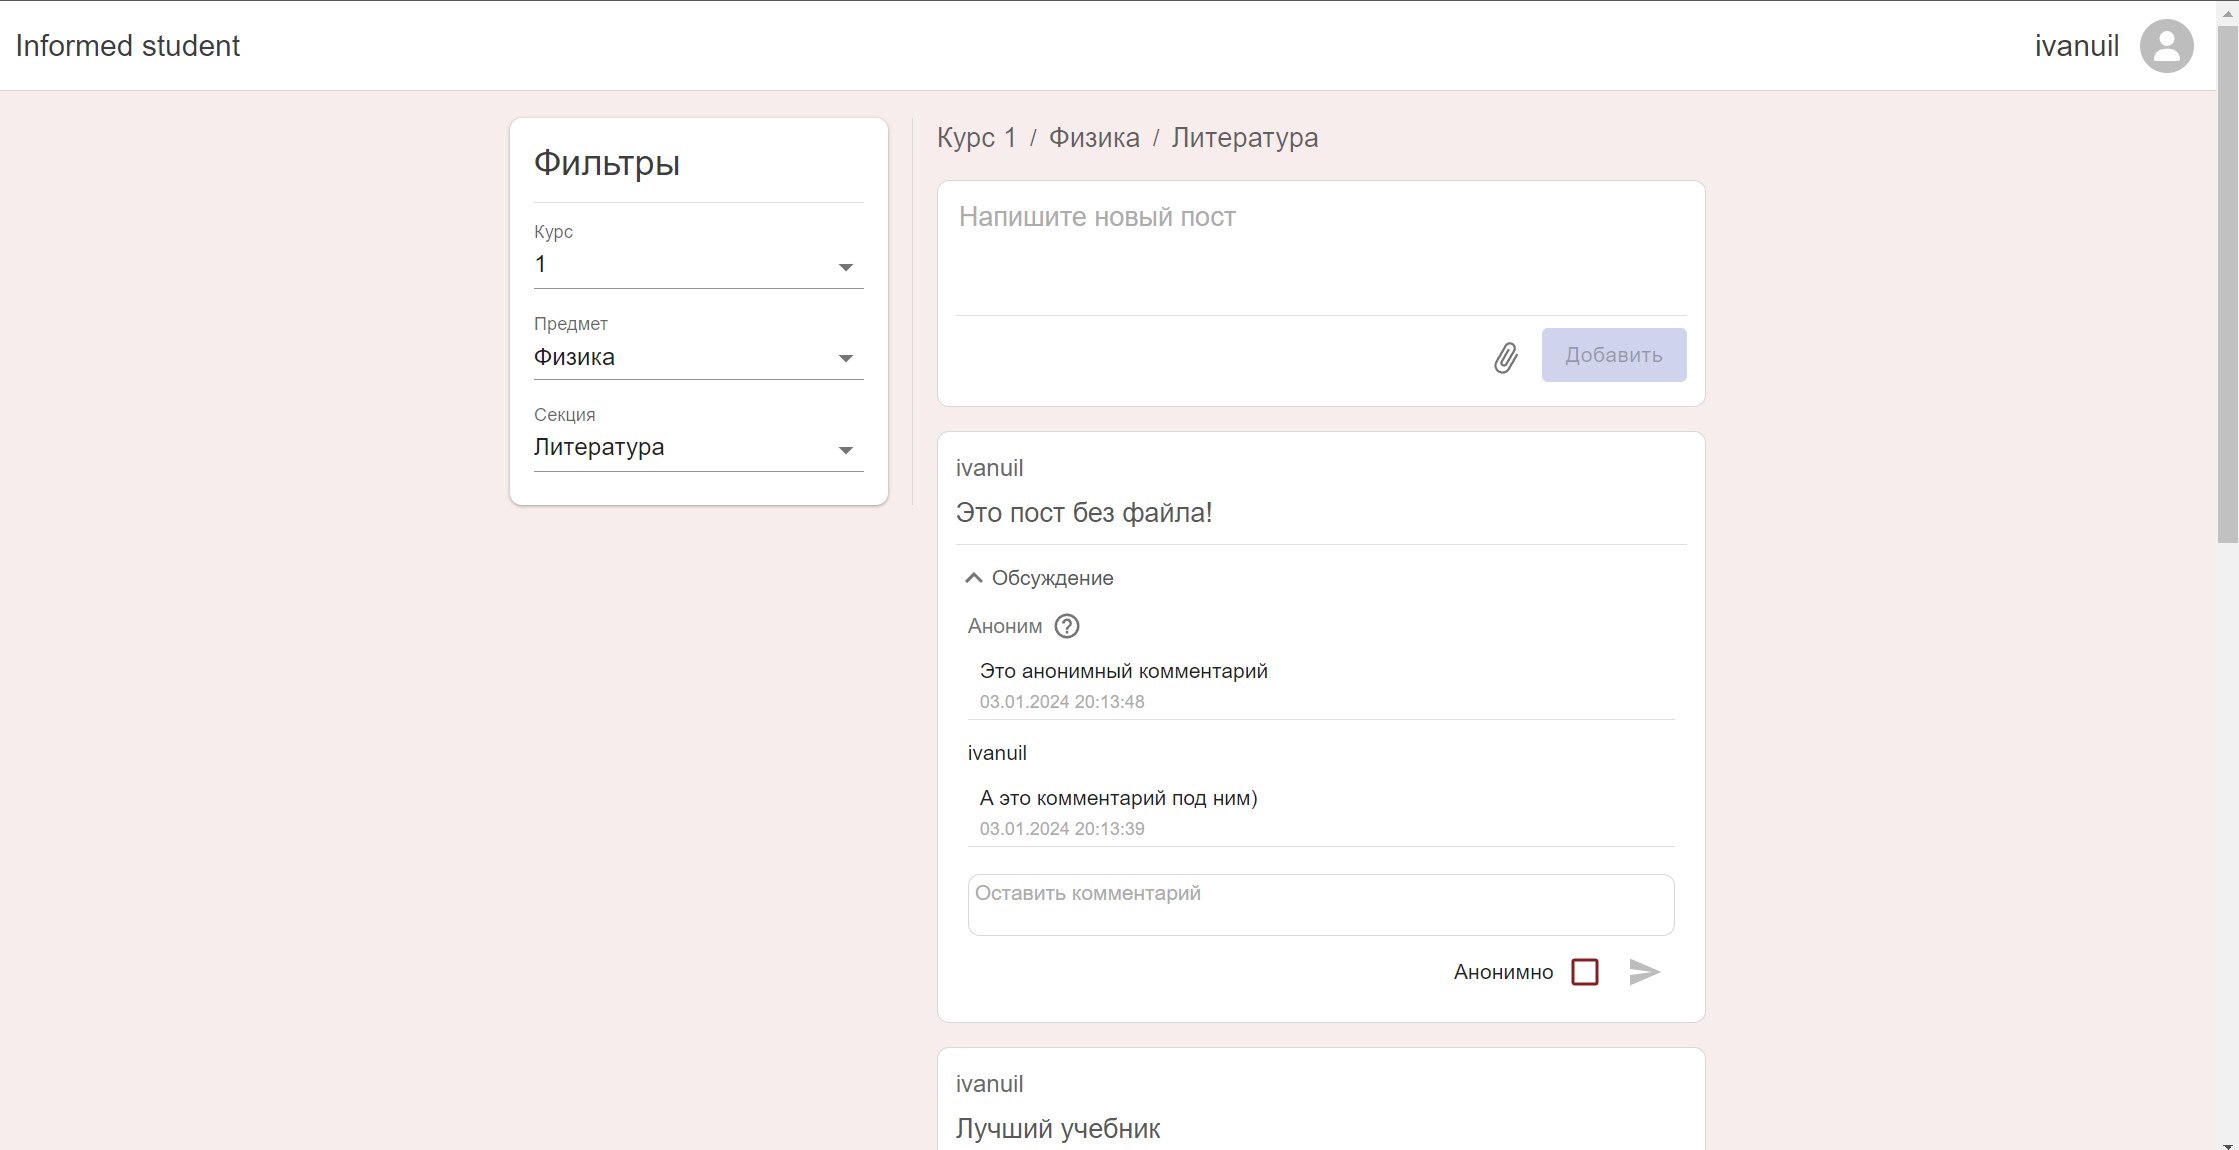 Informed student
ivanuil
Фильтры
Курс
1
Предмет
Физика
Секция
Литература
Курс 1 / Физика / Литература
Напишите новый пост
Добавить
ivanuil
Это пост без файла!
Обсуждение
Аноним
Это анонимный комментарий
03.01.2024 20:13:48
ivanuil
А это комментарий под ним)
03.01.2024 20:13:39
Оставить комментарий
Анонимно
ivanuil
Лучший учебник